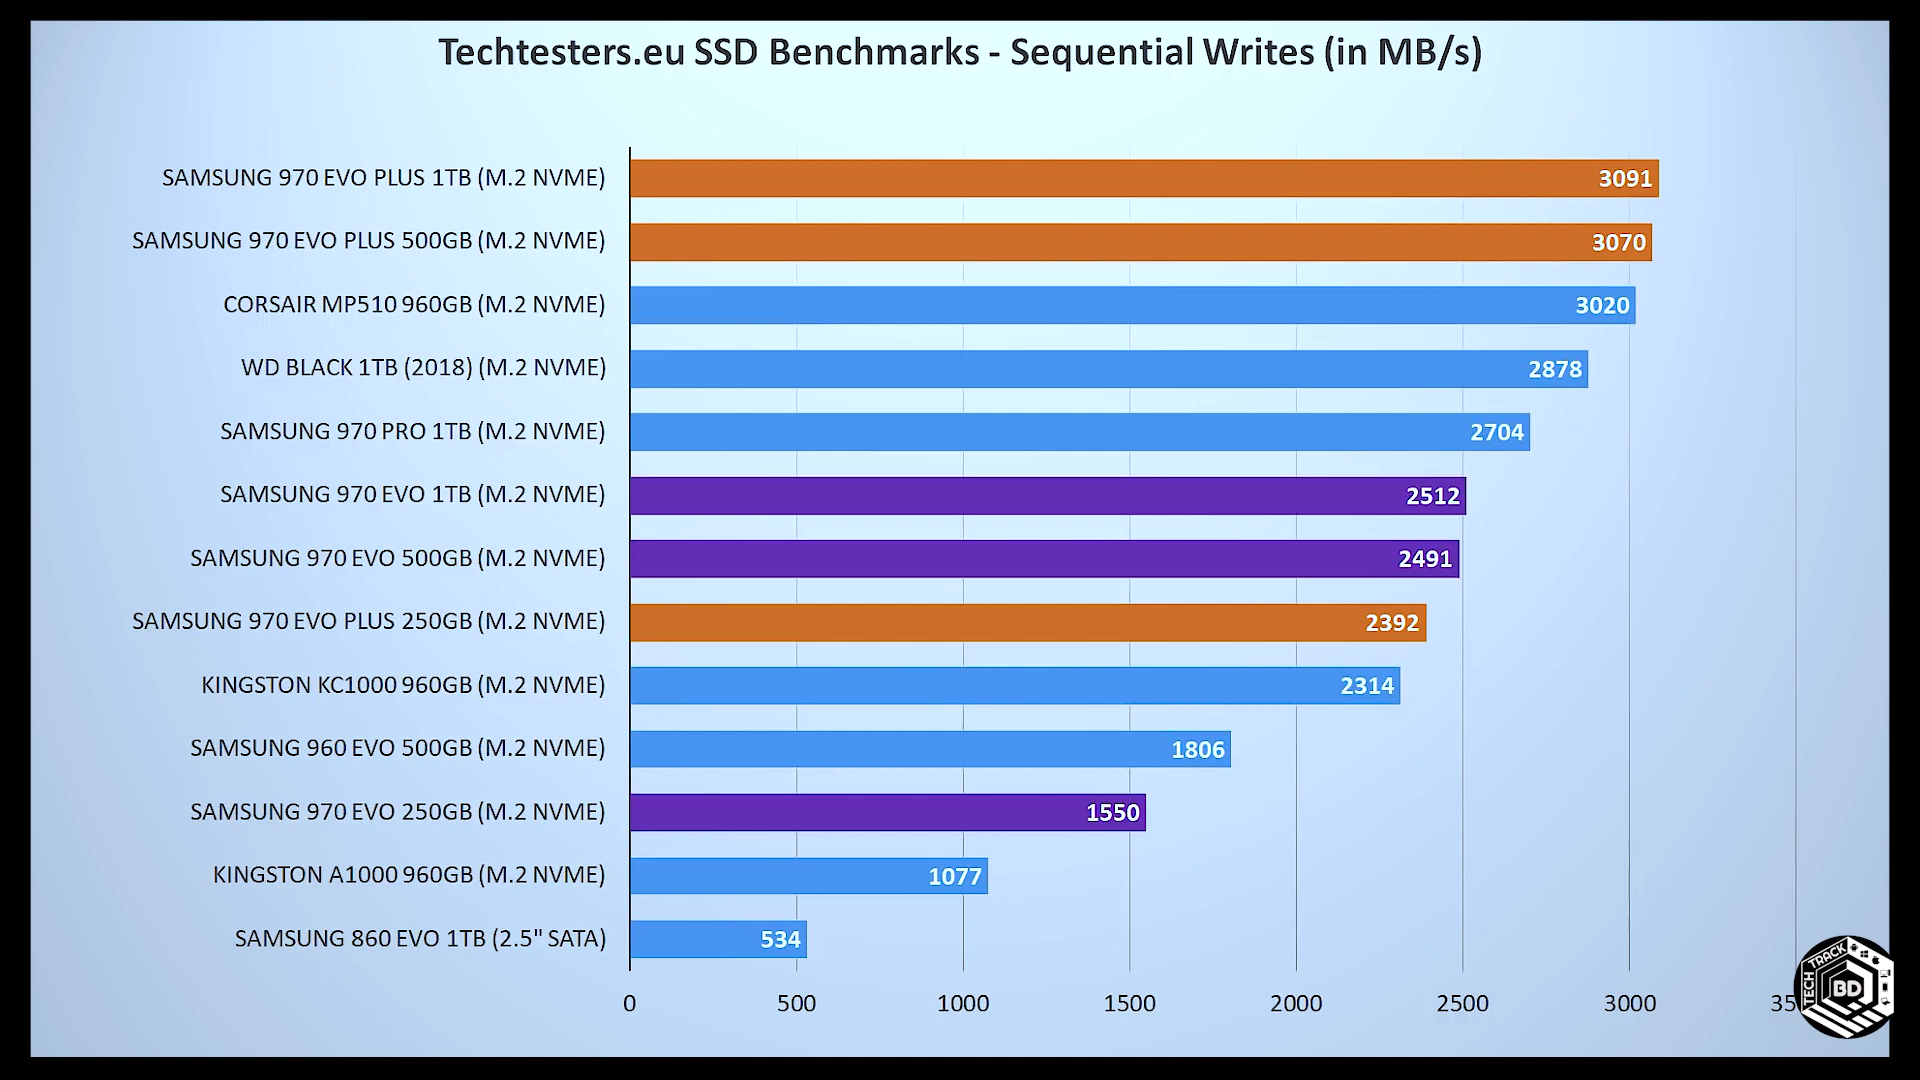 Techtesters.eu SSD Benchmarks - Sequential Writes (in MB/s)
SAMSUNG 970 EVO PLUS 1TB (M.2 NVME) 3091
SAMSUNG 970 EVO PLUS 500GB (M.2 NVME) 3070
CORSAIR MP510 960GB (M.2 NVME) 3020
WD BLACK 1TB (2018) (M.2 NVME) 2878
SAMSUNG 970 PRO 1TB (M.2 NVME) 2704
SAMSUNG 970 EVO 1TB (M.2 NVME) 2512
SAMSUNG 970 EVO 500GB (M.2 NVME) 2491
SAMSUNG 970 EVO PLUS 250GB (M.2 NVME) 2392
KINGSTON KC1000 960GB (M.2 NVME) 2314
SAMSUNG 960 EVO 500GB (M.2 NVME) 1806
SAMSUNG 970 EVO 250GB (M.2 NVME) 1550
KINGSTON A1000 960GB (M.2 NVME) 1077
SAMSUNG 860 EVO 1TB (2.5" SATA) 534
0 500 1000 1500 2000 2500 3000 35
TECH TRACK
BD